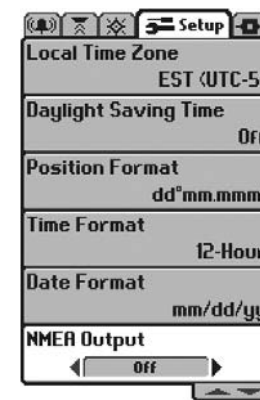 Setup
Local Time Zone
EST (UTC-5
Daylight Saving Time
Off
Position Format
dd°mm.mmm
Time Format
12-Hour
Date Format
mm/dd/yy
NMEA Output
Off